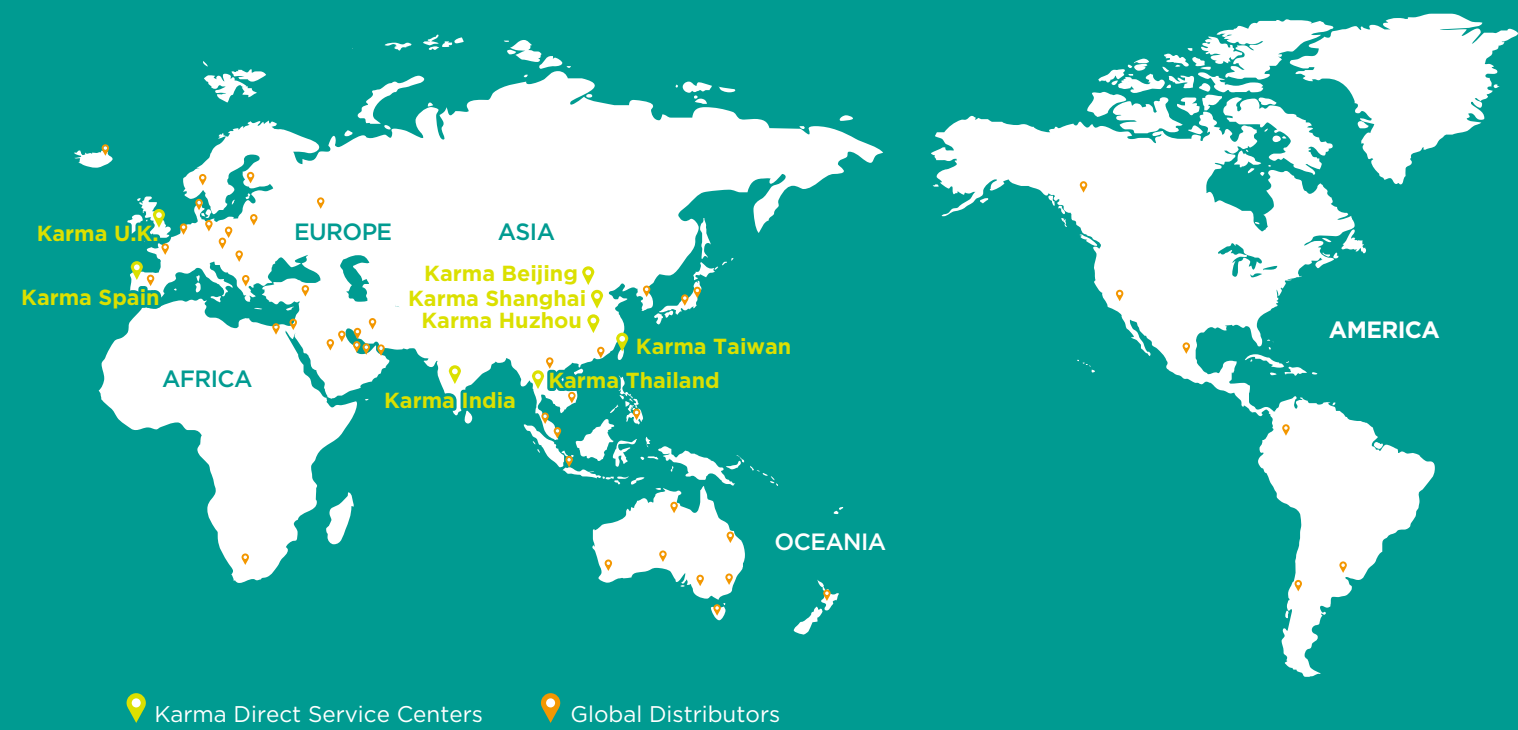 EUROPE
ASIA
Karma U.K.
Karma Beijing
Karma Spain
Karma Shanghai
Karma Huzhou
AMERICA
Karma Taiwan
AFRICA
Karma Thailand
Karma India
OCEANIA
Karma Direct Service Centers
Global Distributors